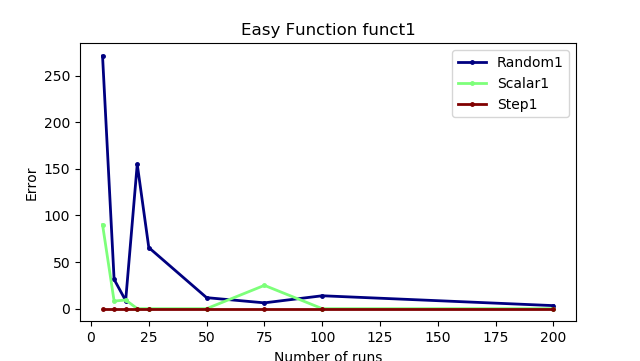 Easy Function funct1
Random1
Scalar1
Step1
Error
250
200
150
100
50
0
0 25 50 75 100 125 150 175 200
Number of runs